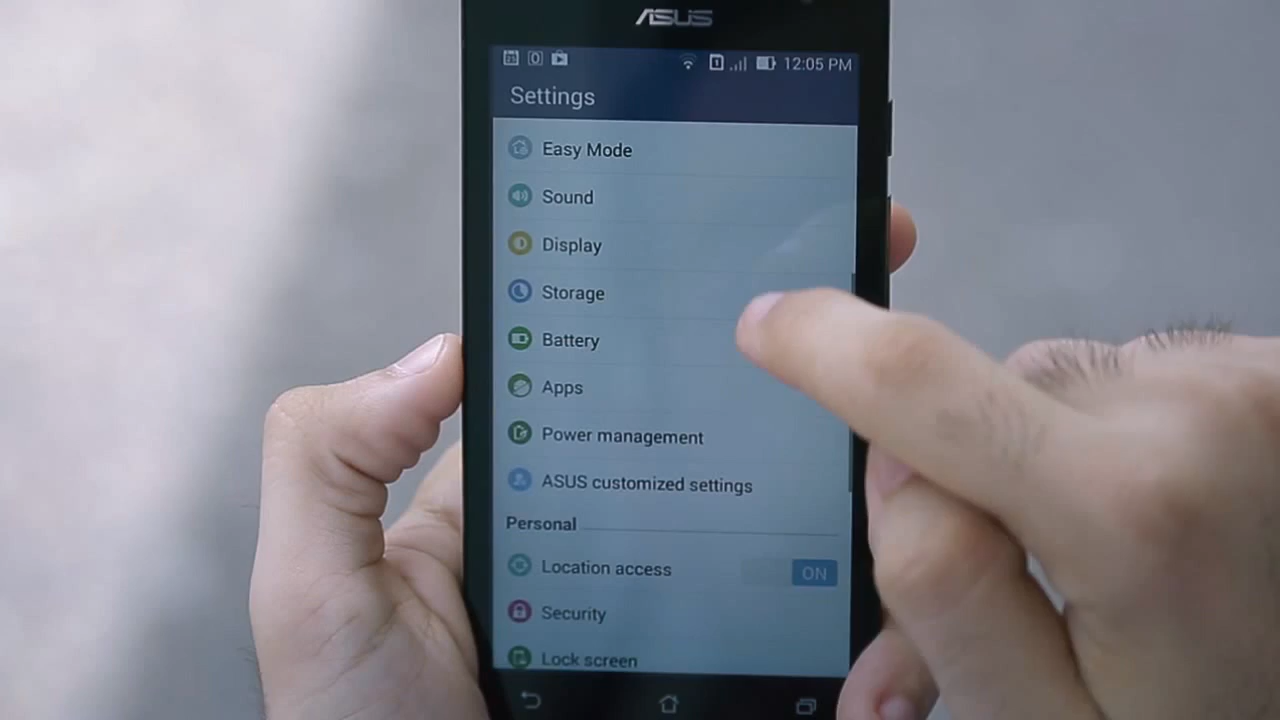 ASUS
12:05 PM
Settings
Easy Mode
Sound
Display
Storage
Battery
Apps
Power management
ASUS customized settings
Personal
Location access
ON
Security
Lock screen